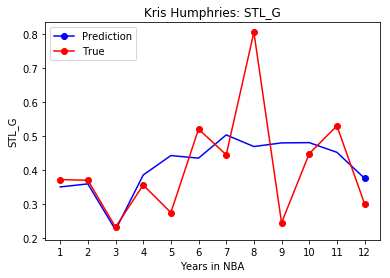 Kris Humphries: STL_G
Prediction
True
0.8
0.7
0.6
0.5
0.4
0.3
0.2
STL_G
1 2 3 4 5 6 7 8 9 10 11 12
Years in NBA